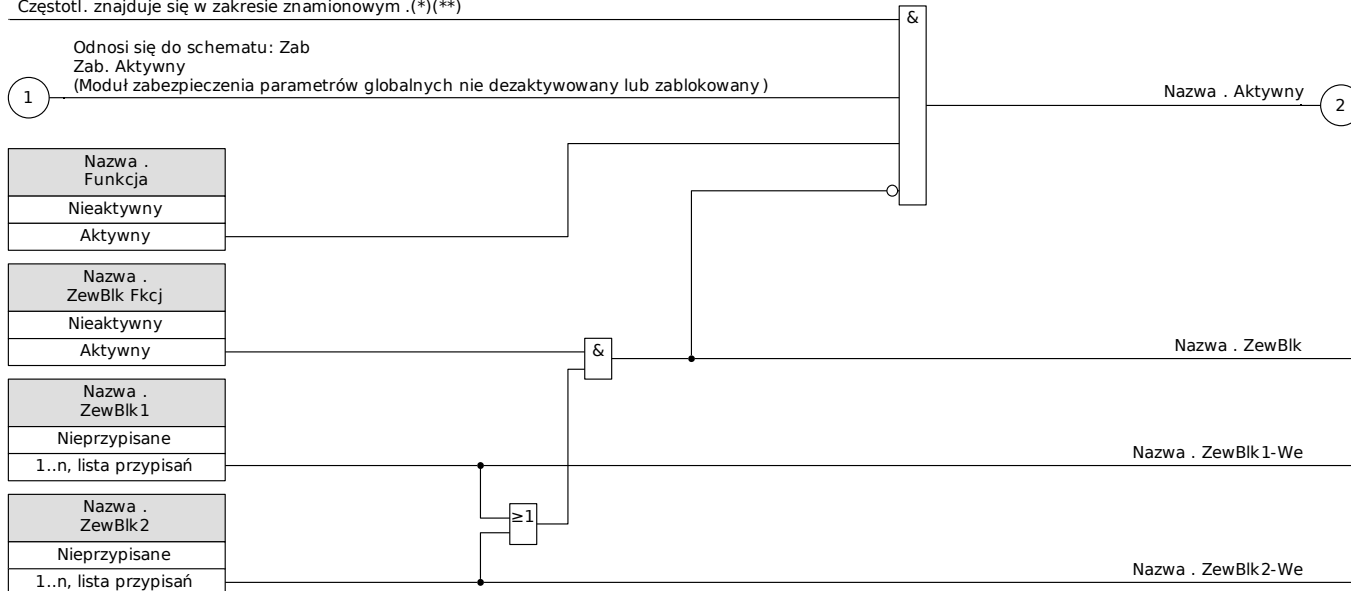 Częstotl. znajduje się w zakresie znamionowym .(*)(**)
&
Odnosi się do schematu: Zab
Zab. Aktywny
(Moduł zabezpieczenia parametrów globalnych nie dezaktywowany lub zablokowany)
1
Nazwa . Aktywny
2
Nazwa .
Funkcja
Nieaktywny
Aktywny
Nazwa .
ZewBlk Fkcj
Nieaktywny
Aktywny
&
Nazwa . ZewBlk
Nazwa .
ZewBlk1
Nieprzypisane
1..n, lista przypisań
Nazwa . ZewBlk1-We
≥1
Nazwa .
ZewBlk2
Nieprzypisane
1..n, lista przypisań
Nazwa . ZewBlk2-We